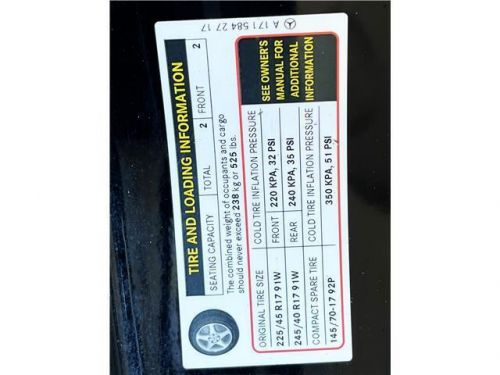 A 171 584 27 17
TIRE AND LOADING INFORMATION
SEATING CAPACITY TOTAL 2 FRONT 2
The combined weight of occupants and cargo
should never exceed 238 kg or 525 lbs.
ORIGINAL TIRE SIZE COLD TIRE INFLATION PRESSURE
225/45 R17 91W FRONT 220 KPA, 32 PSI
245/40 R17 91W REAR 240 KPA, 35 PSI
COMPACT SPARE TIRE COLD TIRE INFLATION PRESSURE
145/70-17 92P 350 KPA, 51 PSI
SEE OWNER'S
MANUAL FOR
ADDITIONAL
INFORMATION